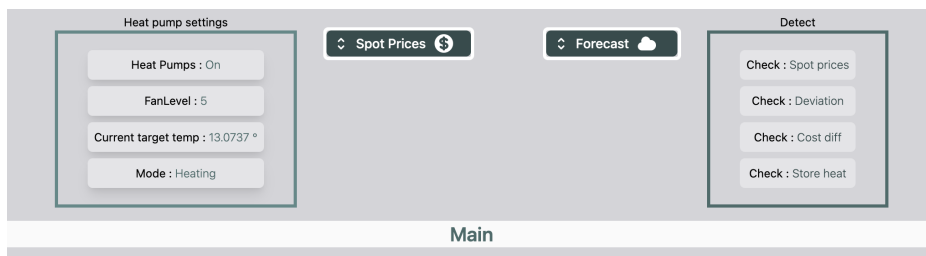 Heat pump settings
Heat Pumps : On
FanLevel : 5
Current target temp : 13.0737 °
Mode : Heating
Spot Prices
Forecast
Detect
Check : Spot prices
Check : Deviation
Check : Cost diff
Check : Store heat
Main